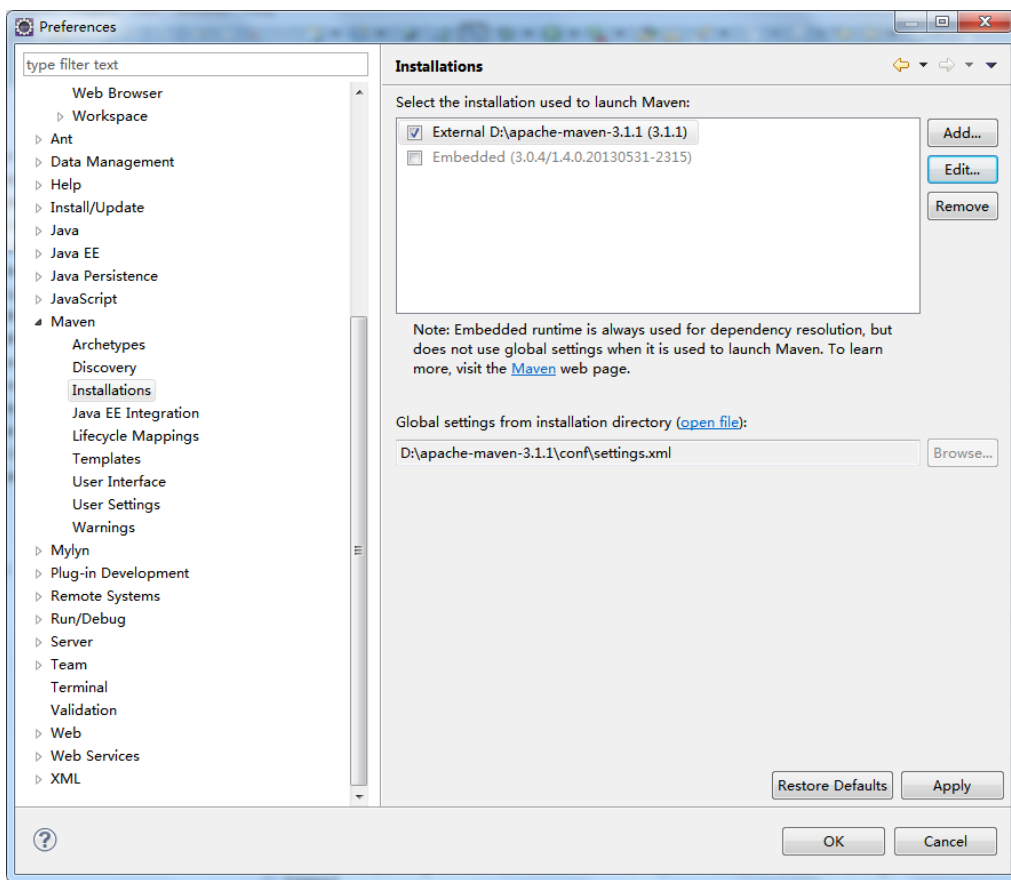 Preferences
type filter text
Web Browser
Workspace
Ant
Data Management
Help
Install/Update
Java
Java EE
Java Persistence
JavaScript
Maven
Archetypes
Discovery
Installations
Java EE Integration
Lifecycle Mappings
Templates
User Interface
User Settings
Warnings
Mylyn
Plug-in Development
Remote Systems
Run/Debug
Server
Team
Terminal
Validation
Web
Web Services
XML
Installations
Select the installation used to launch Maven:
External D:\apache-maven-3.1.1 (3.1.1)
Embedded (3.0.4/1.4.0.20130531-2315)
Add...
Edit...
Remove
Note: Embedded runtime is always used for dependency resolution, but
does not use global settings when it is used to launch Maven. To learn
more, visit the Maven web page.
Global settings from installation directory (open file):
D:\apache-maven-3.1.1\conf\settings.xml
Browse...
Restore Defaults
Apply
OK
Cancel